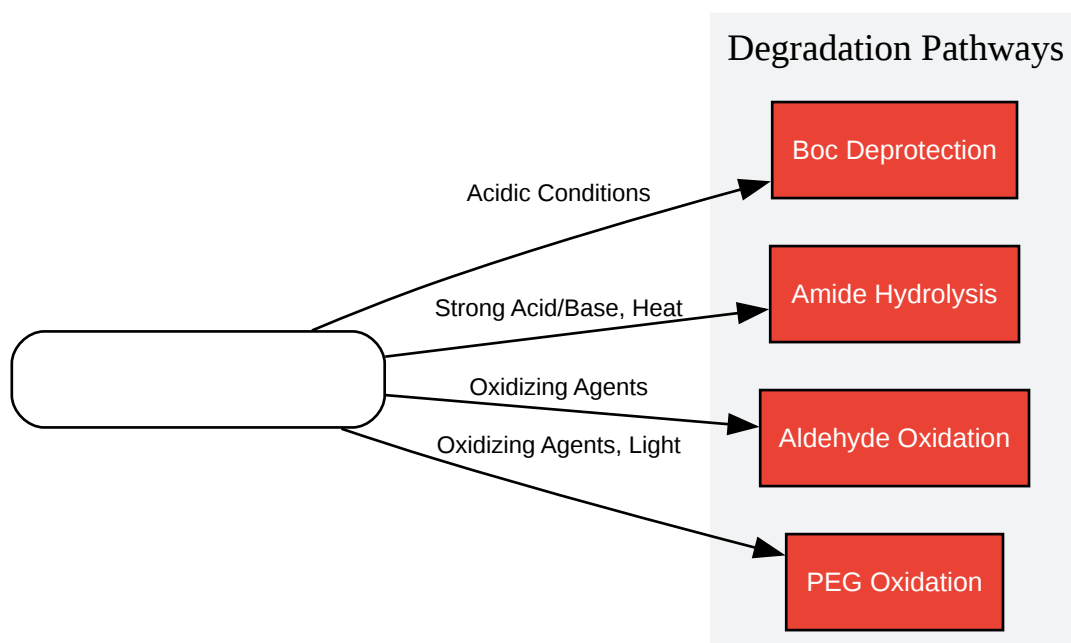 Degradation Pathways
Boc Deprotection
Acidic Conditions
Amide Hydrolysis
Strong Acid/Base, Heat
Oxidizing Agents
Aldehyde Oxidation
Oxidizing Agents, Light
PEG Oxidation